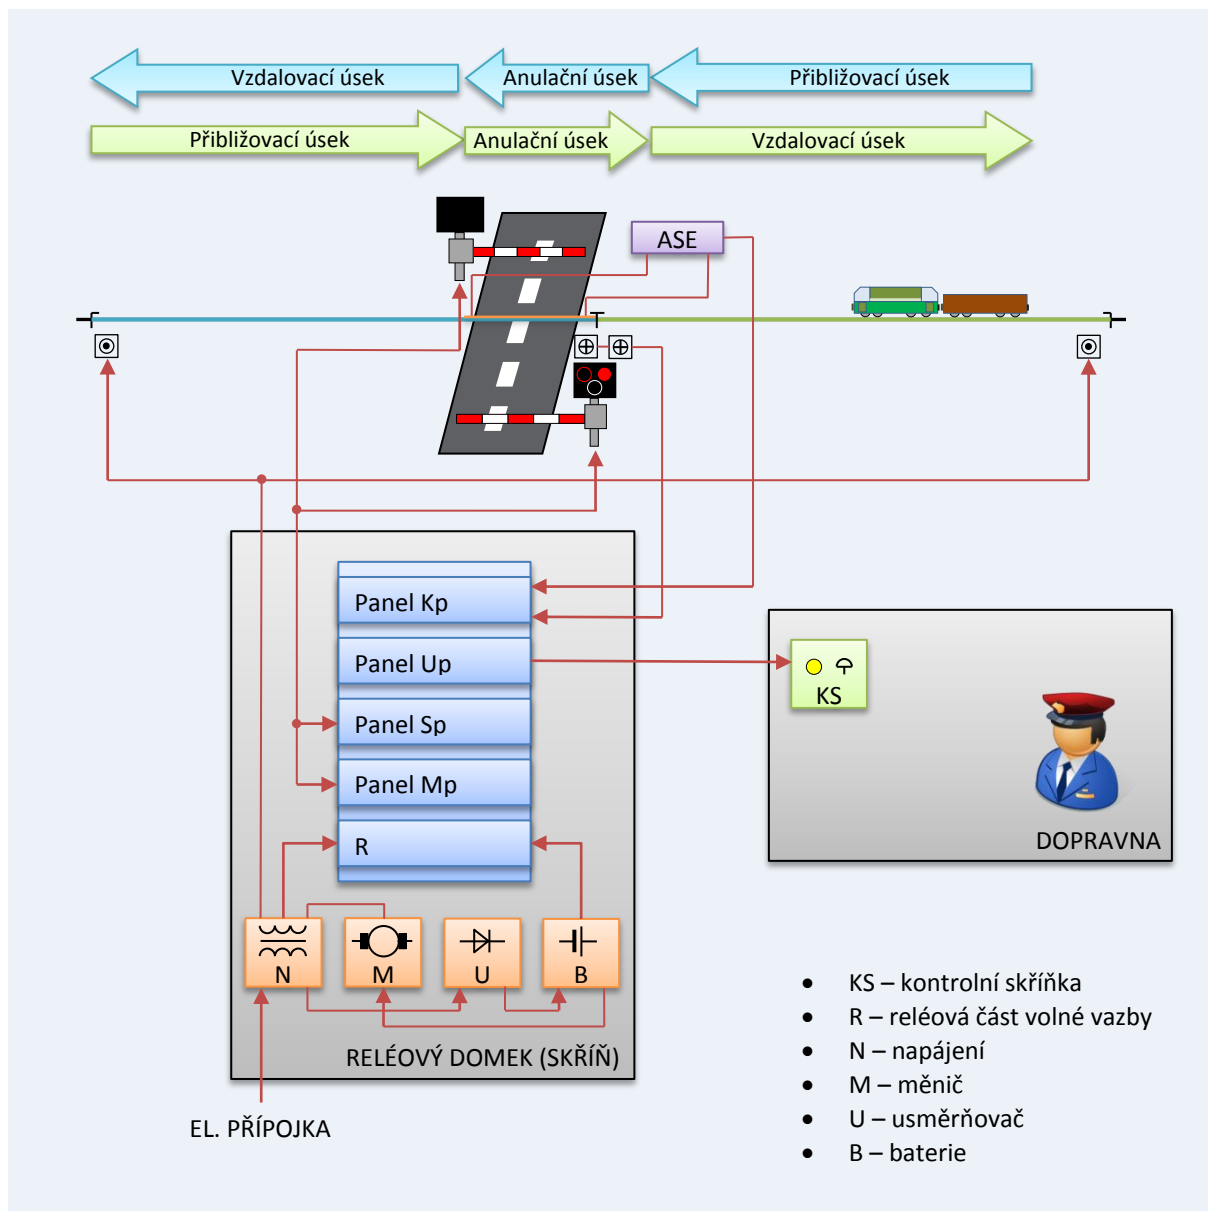 Vzdalovací úsek
Anulační úsek
Přibližovací úsek
Přibližovací úsek
Anulační úsek
Vzdalovací úsek
ASE
Panel Kp
Panel Up
Panel Sp
Panel Mp
R
KS
DOPRAVNA
N
M
U
B
RELÉOVÝ DOMEK (SKŘÍŇ)
EL. PŘÍPOJKA
• KS – kontrolní skříňka
• R – reléová část volné vazby
• N – napájení
• M – měnič
• U – usměrňovač
• B – baterie